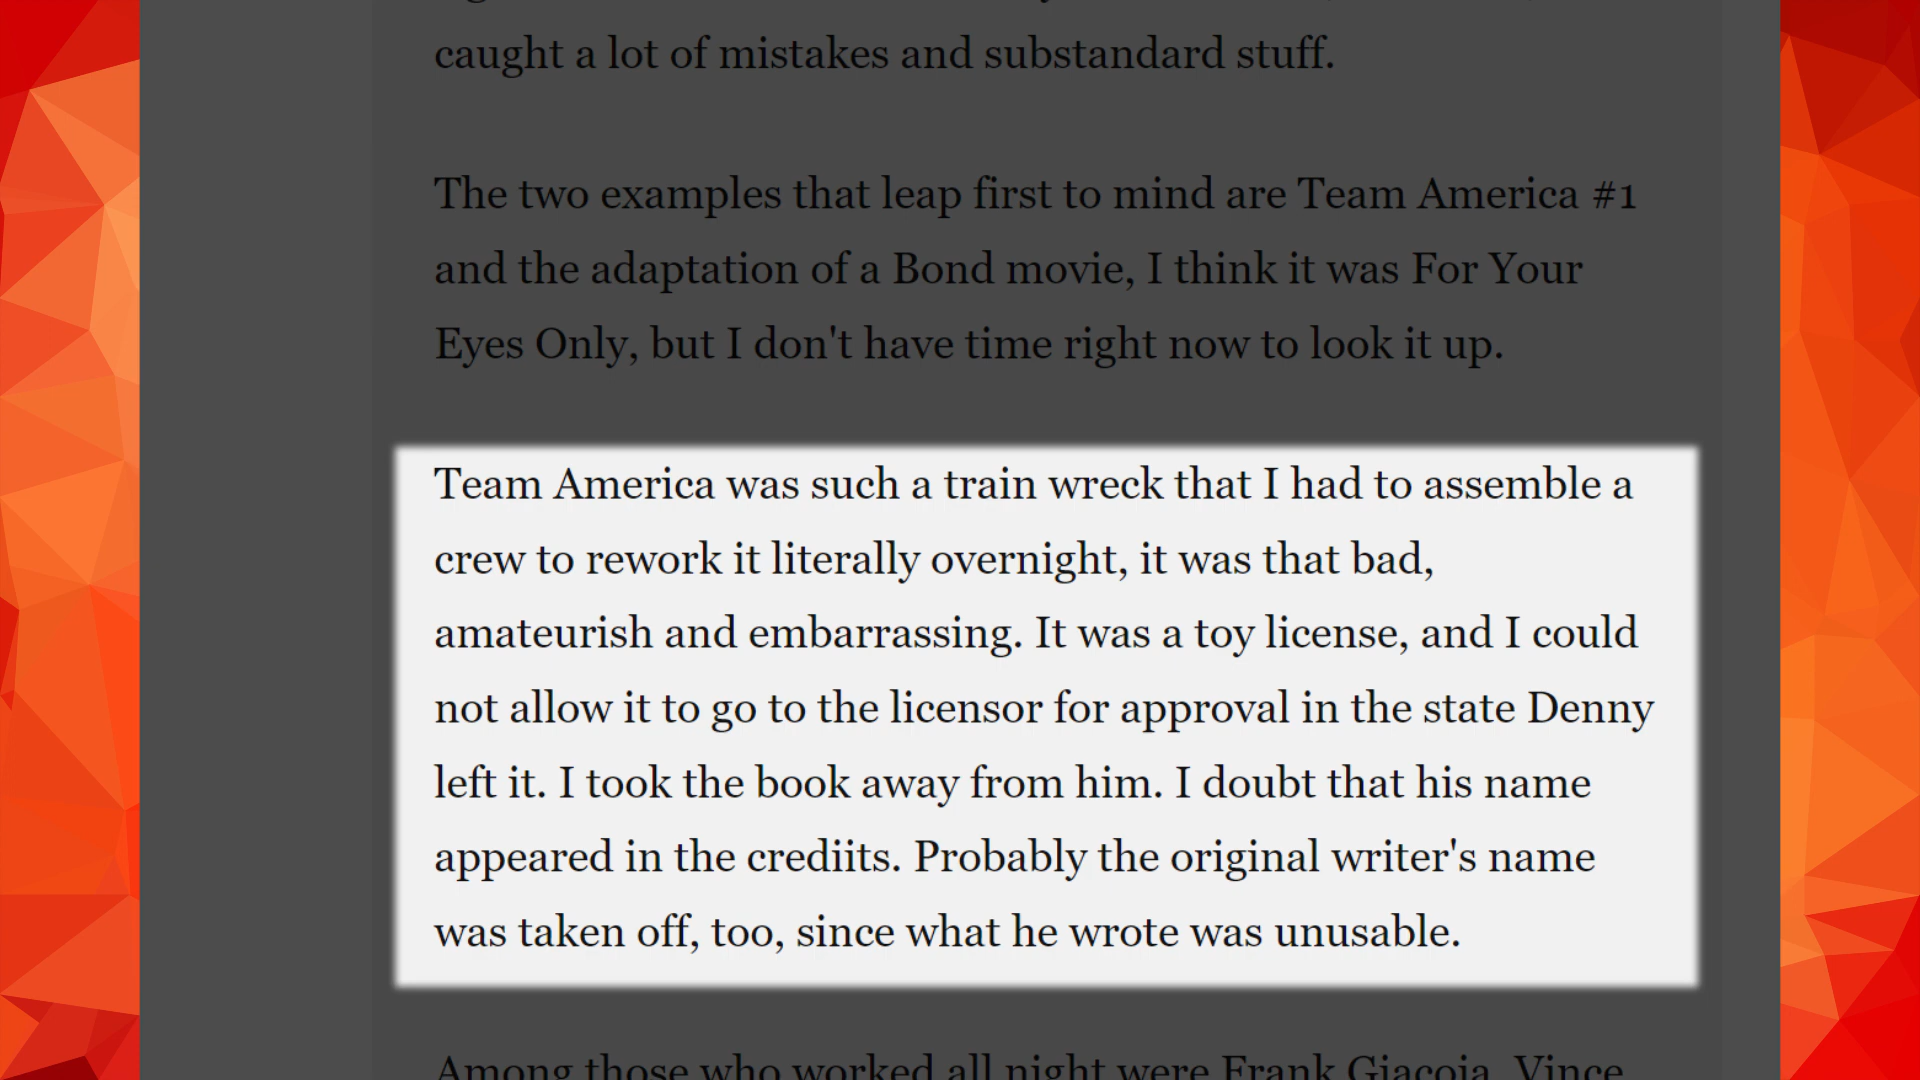 caught a lot of mistakes and substandard stuff.
The two examples that leap first to mind are Team America #1
and the adaptation of a Bond movie, I think it was For Your
Eyes Only, but I don't have time right now to look it up.
Team America was such a train wreck that I had to assemble a
crew to rework it literally overnight, it was that bad,
amateurish and embarrassing. It was a toy license, and I could
not allow it to go to the licensor for approval in the state Denny
left it. I took the book away from him. I doubt that his name
appeared in the crediits. Probably the original writer's name
was taken off, too, since what he wrote was unusable.
Among those who worked all night were Frank Giacoia, Vince